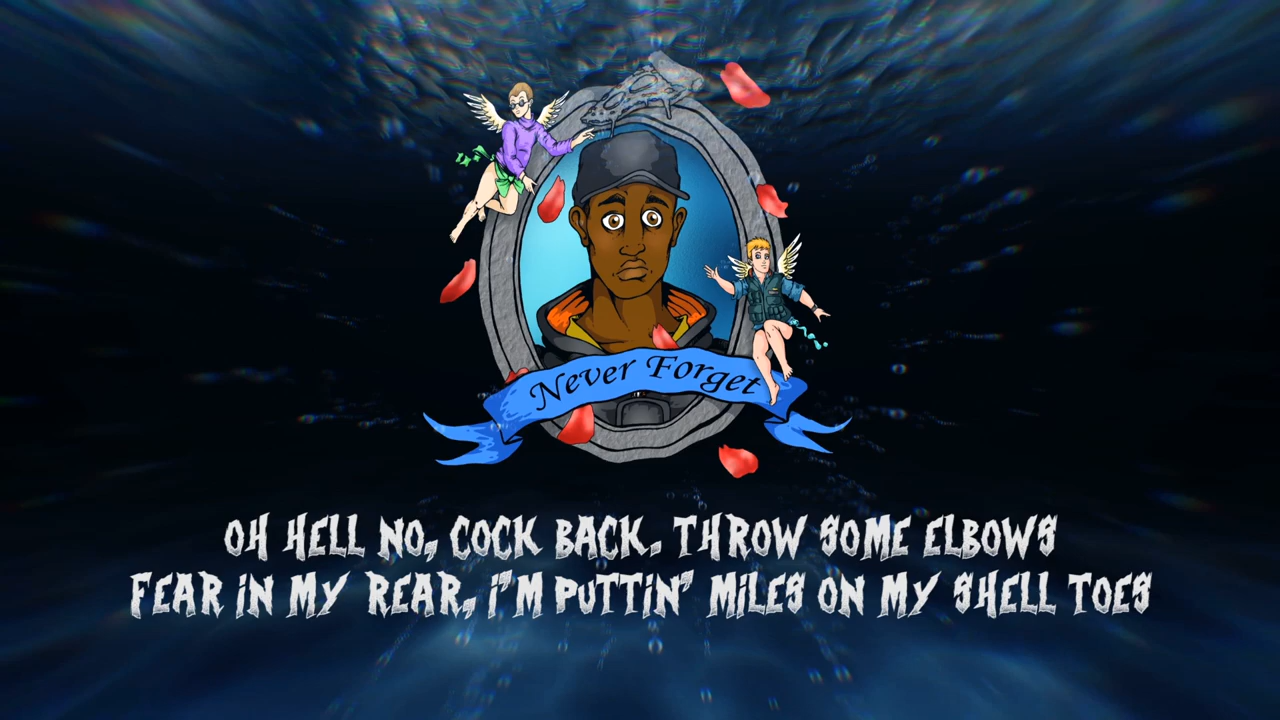 Never Forget
OH HELL NO, COCK BACK. THROW SOME ELBOWS
FEAR IN MY REAR, I'M PUTTIN' MILES ON MY SHELL TOES